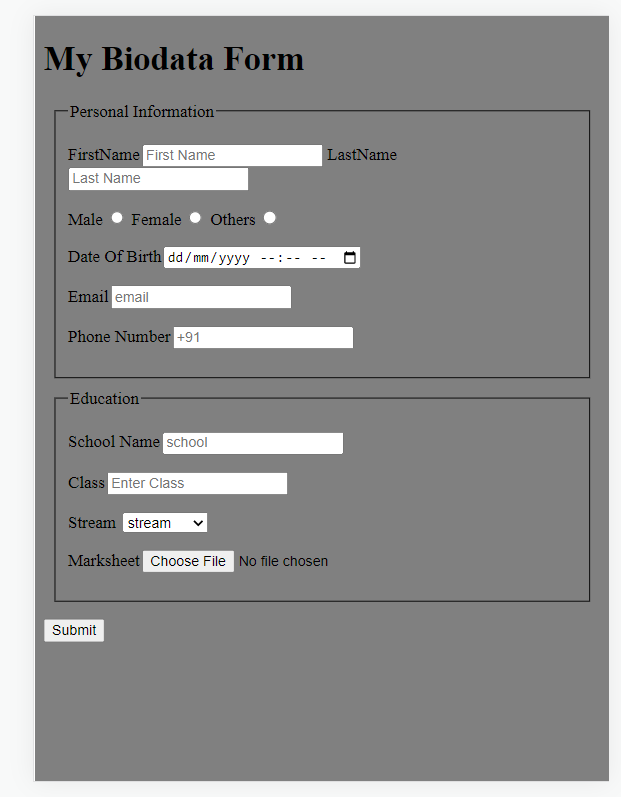 My Biodata Form
Personal Information
FirstName First Name LastName
Last Name
Male Female Others
Date Of Birth dd/mm/yyyy --:-- --
Email email
Phone Number +91
Education
School Name school
Class Enter Class
Stream stream
Marksheet Choose File No file chosen
Submit